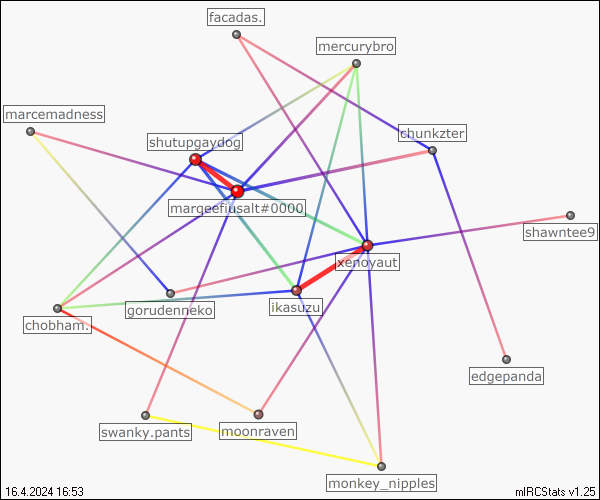 facadas.
mercurybro
marcemadness
chunkzter
shutupgaydog
marqeefiusalt#0000
shawntee9
xenoyaut
gorudenneko
ikasuzu
chobham.
edgepanda
swanky.pants
moonraven
monkey_nipples
16.4.2024 16:53
mIRCStats v1.25